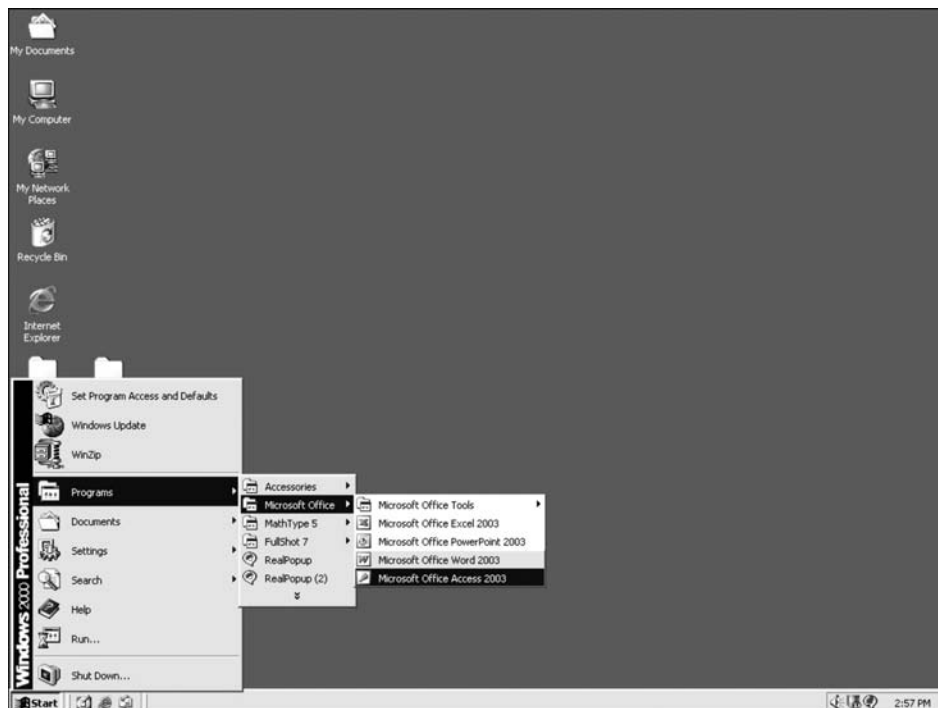 My Documents
My Computer
My Network
Places
Recycle Bin
Internet
Explorer
Windows 2000 Professional
Set Program Access and Defaults
Windows Update
WinZip
Programs
Documents
Settings
Search
Help
Run...
Shut Down...
Accessories
Microsoft Office
MathType 5
FullShot 7
RealPopup
RealPopup (2)
Microsoft Office Tools
Microsoft Office Excel 2003
Microsoft Office PowerPoint 2003
Microsoft Office Word 2003
Microsoft Office Access 2003
Start
2:57 PM